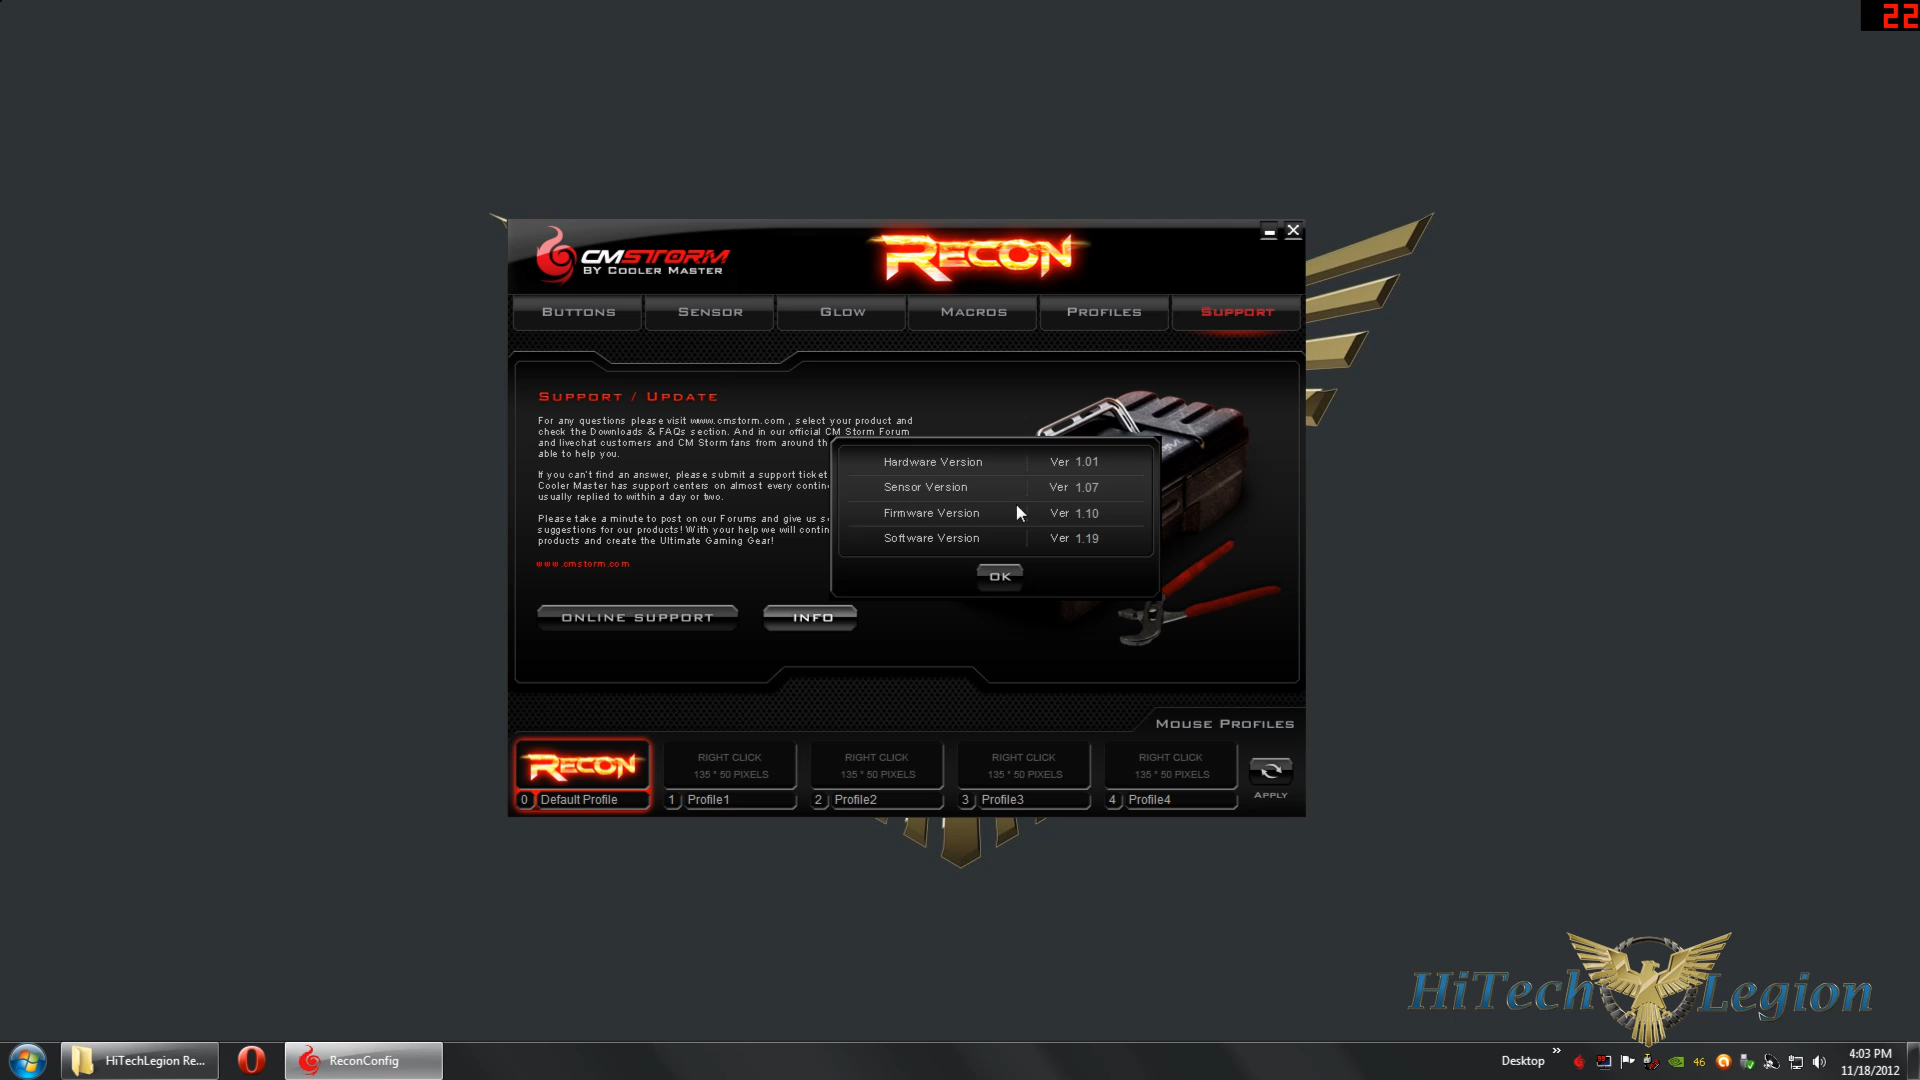 22
CMSTORM
BY COOLER MASTER
RECON
BUTTONS
SENSOR
GLOW
MACROS
PROFILES
SUPPORT
SUPPORT / UPDATE
For any questions please visit www.cmstorm.com , select your product and
check the Downloads & FAQs section. And in our official CM Storm Forum
and livechat customers and CM Storm fans from around th
able to help you.
If you can't find an answer, please submit a support ticket
Cooler Master has support centers on almost every contin
usually replied to within a day or two.
Please take a minute to post on our Forums and give us s
suggestions for our products! With your help we will contin
products and create the Ultimate Gaming Gear!
www.cmstorm.com
Hardware Version Ver 1.01
Sensor Version Ver 1.07
Firmware Version Ver 1.10
Software Version Ver 1.19
OK
ONLINE SUPPORT
INFO
MOUSE PROFILES
RECON
0 Default Profile
RIGHT CLICK
135 * 50 PIXELS
1 Profile1
RIGHT CLICK
135 * 50 PIXELS
2 Profile2
RIGHT CLICK
135 * 50 PIXELS
3 Profile3
RIGHT CLICK
135 * 50 PIXELS
4 Profile4
APPLY
HiTech Legion
HiTechLegion Re...
ReconConfig
Desktop
46
4:03 PM
11/18/2012